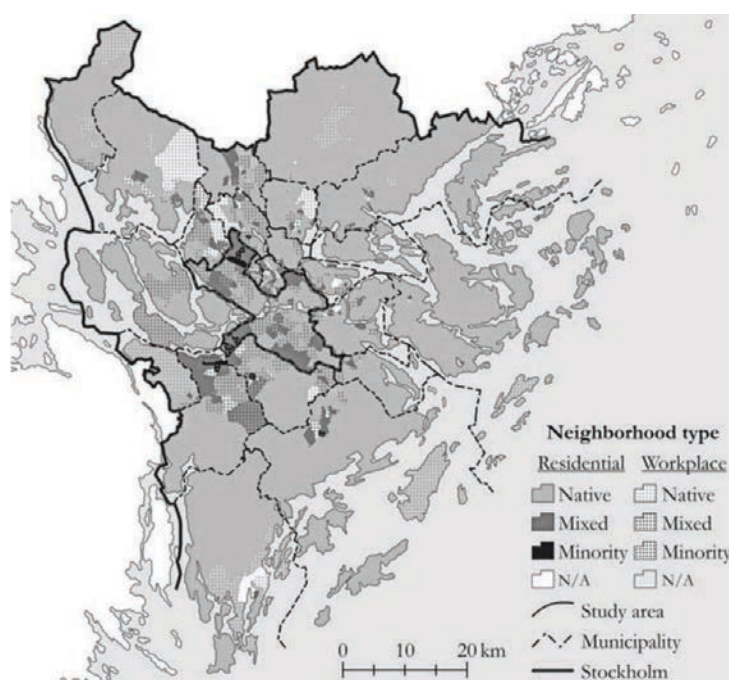 Neighborhood type
Residential Workplace
Native Native
Mixed Mixed
Minority Minority
N/A N/A
Study area
Municipality
Stockholm
0 10 20 km